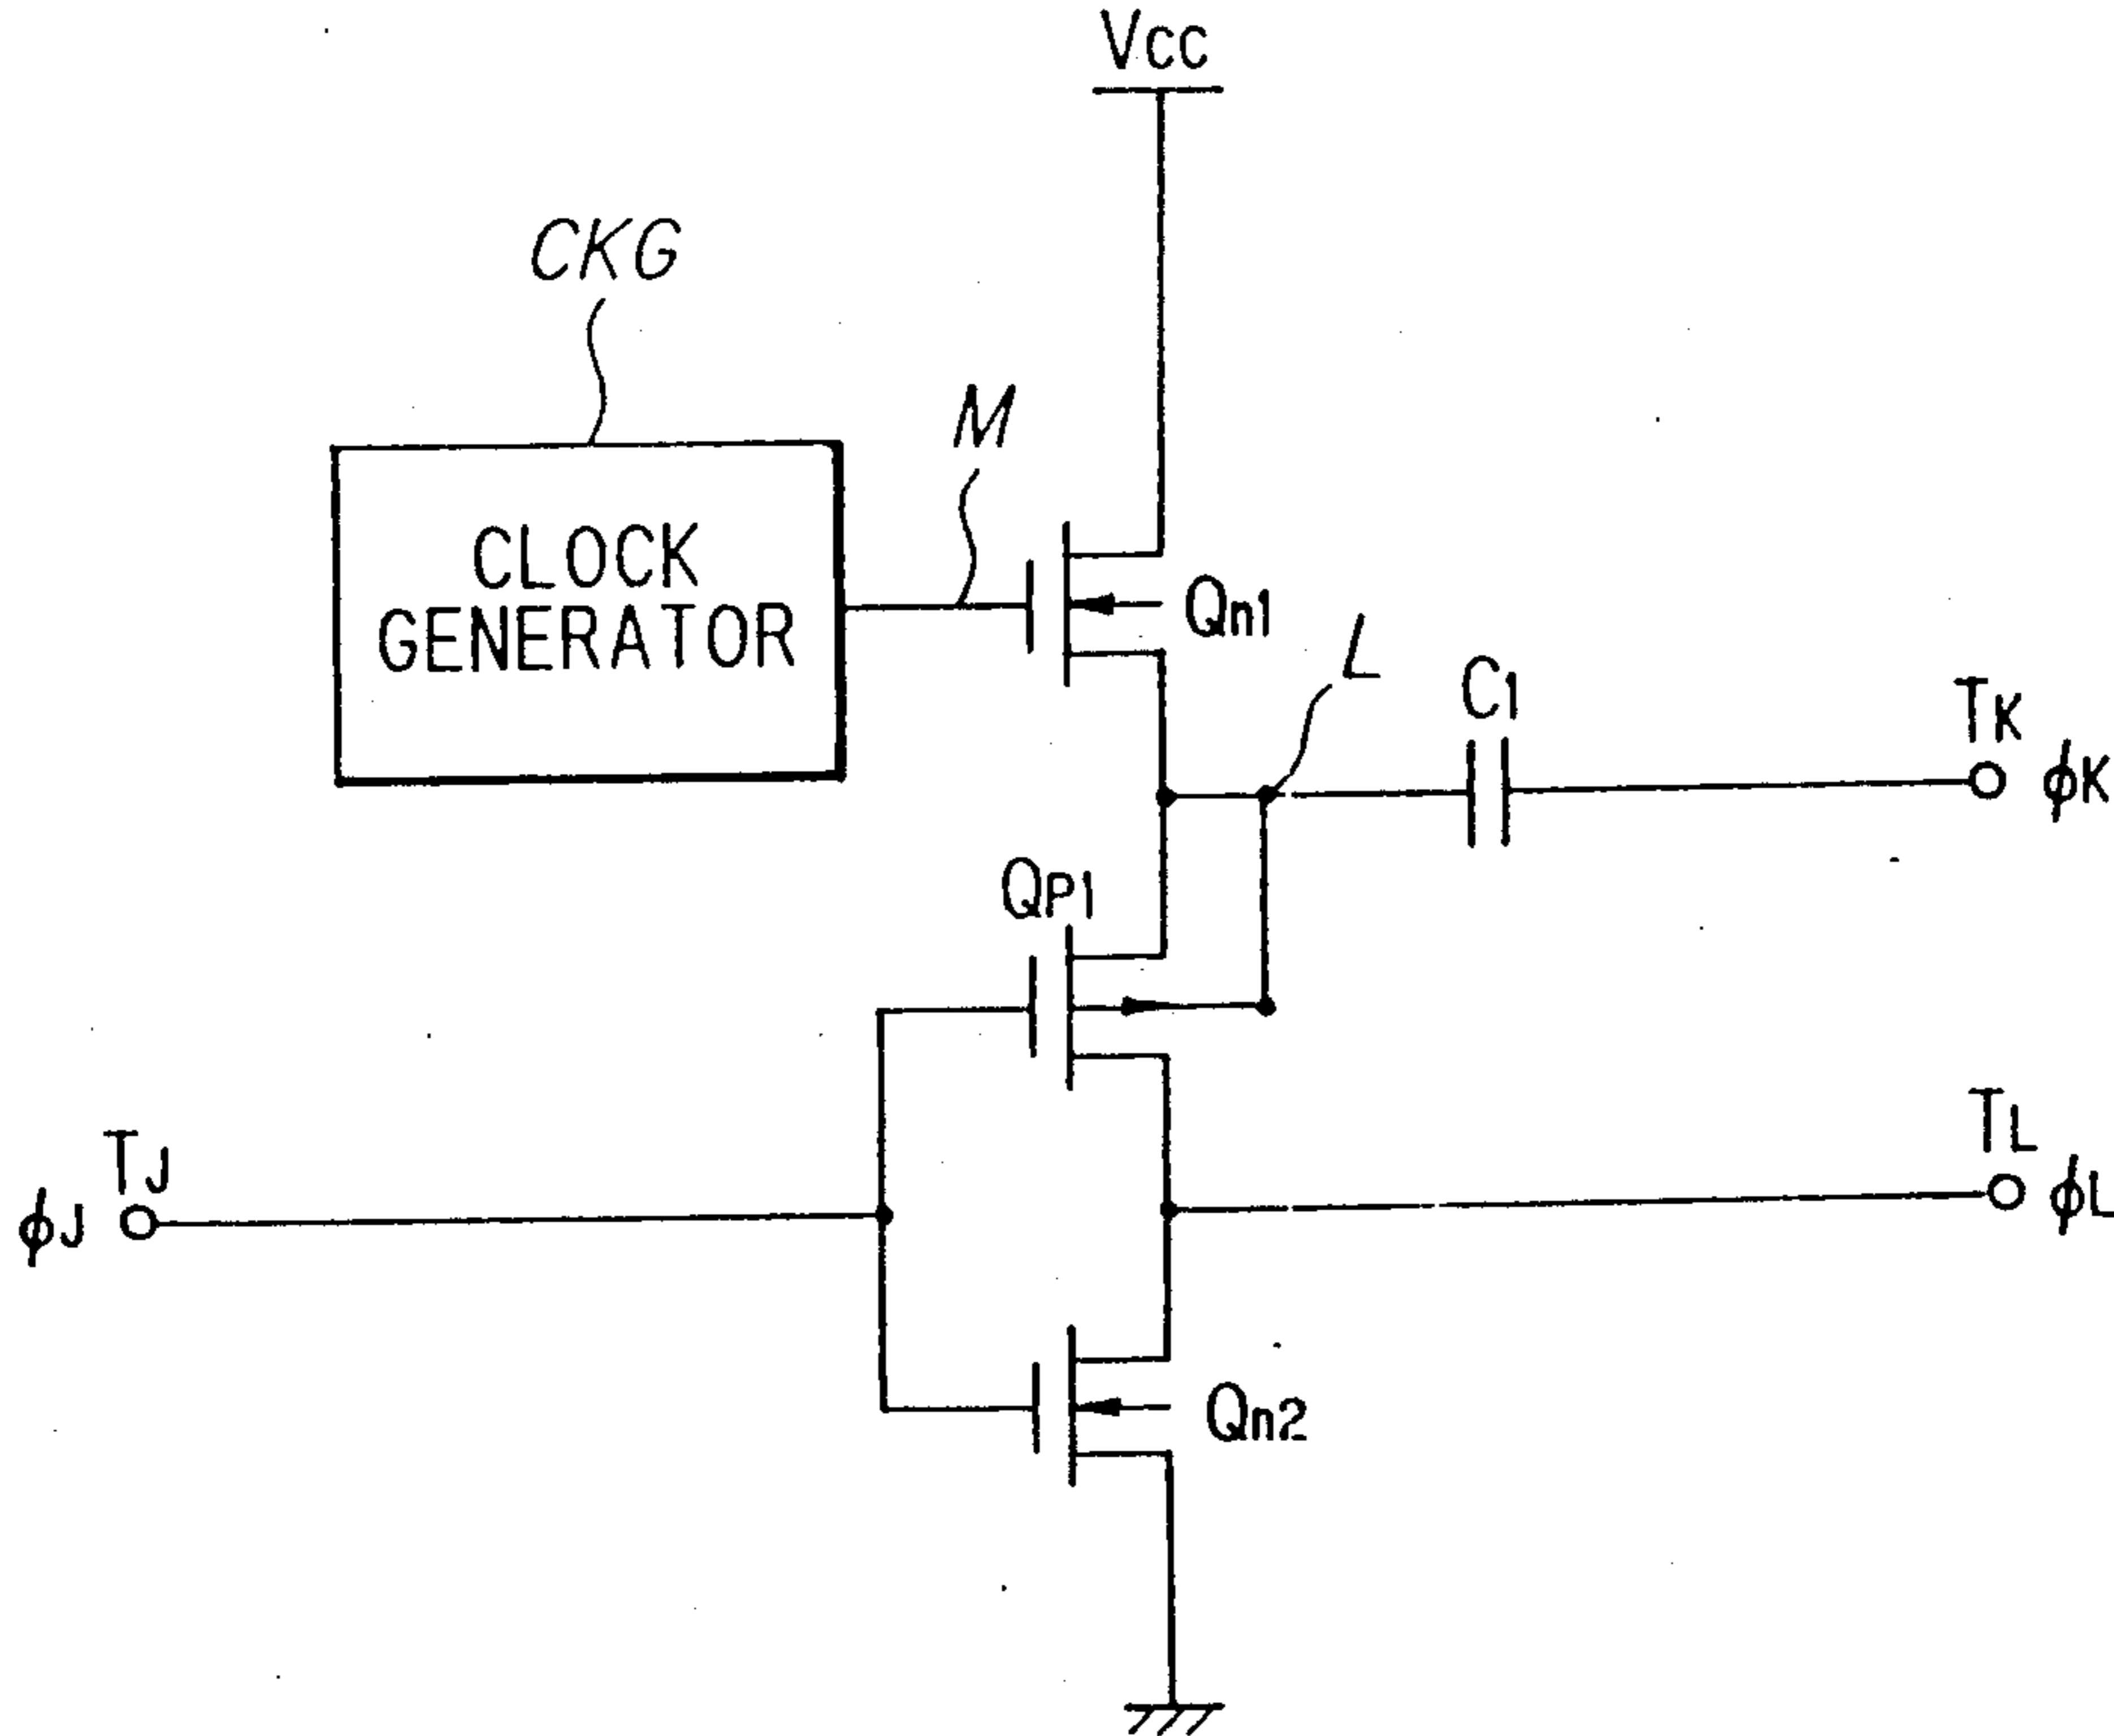 Vcc
CKG
M
CLOCK
GENERATOR
Qn1
L
C1
TK
ϕK
QP1
TJ
ϕJ
TL
ϕL
Qn2